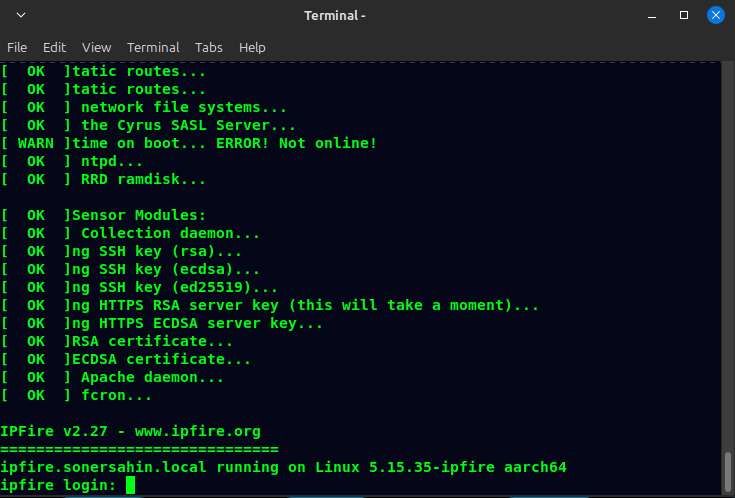 Terminal -
File Edit View Terminal Tabs Help
[  OK  ]tatic routes...
[  OK  ]tatic routes...
[  OK  ] network file systems...
[  OK  ] the Cyrus SASL Server...
[ WARN ]time on boot... ERROR! Not online!
[  OK  ] ntpd...
[  OK  ] RRD ramdisk...
[  OK  ]Sensor Modules:
[  OK  ] Collection daemon...
[  OK  ]ng SSH key (rsa)...
[  OK  ]ng SSH key (ecdsa)...
[  OK  ]ng SSH key (ed25519)...
[  OK  ]ng HTTPS RSA server key (this will take a moment)...
[  OK  ]ng HTTPS ECDSA server key...
[  OK  ]RSA certificate...
[  OK  ]ECDSA certificate...
[  OK  ] Apache daemon...
[  OK  ] fcron...
IPFire v2.27 - www.ipfire.org
===============================
ipfire.sonersahin.local running on Linux 5.15.35-ipfire aarch64
ipfire login: